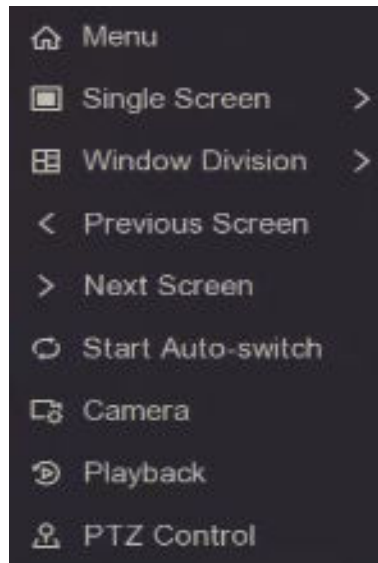 Menu
Single Screen
Window Division
Previous Screen
Next Screen
Start Auto-switch
Camera
Playback
PTZ Control